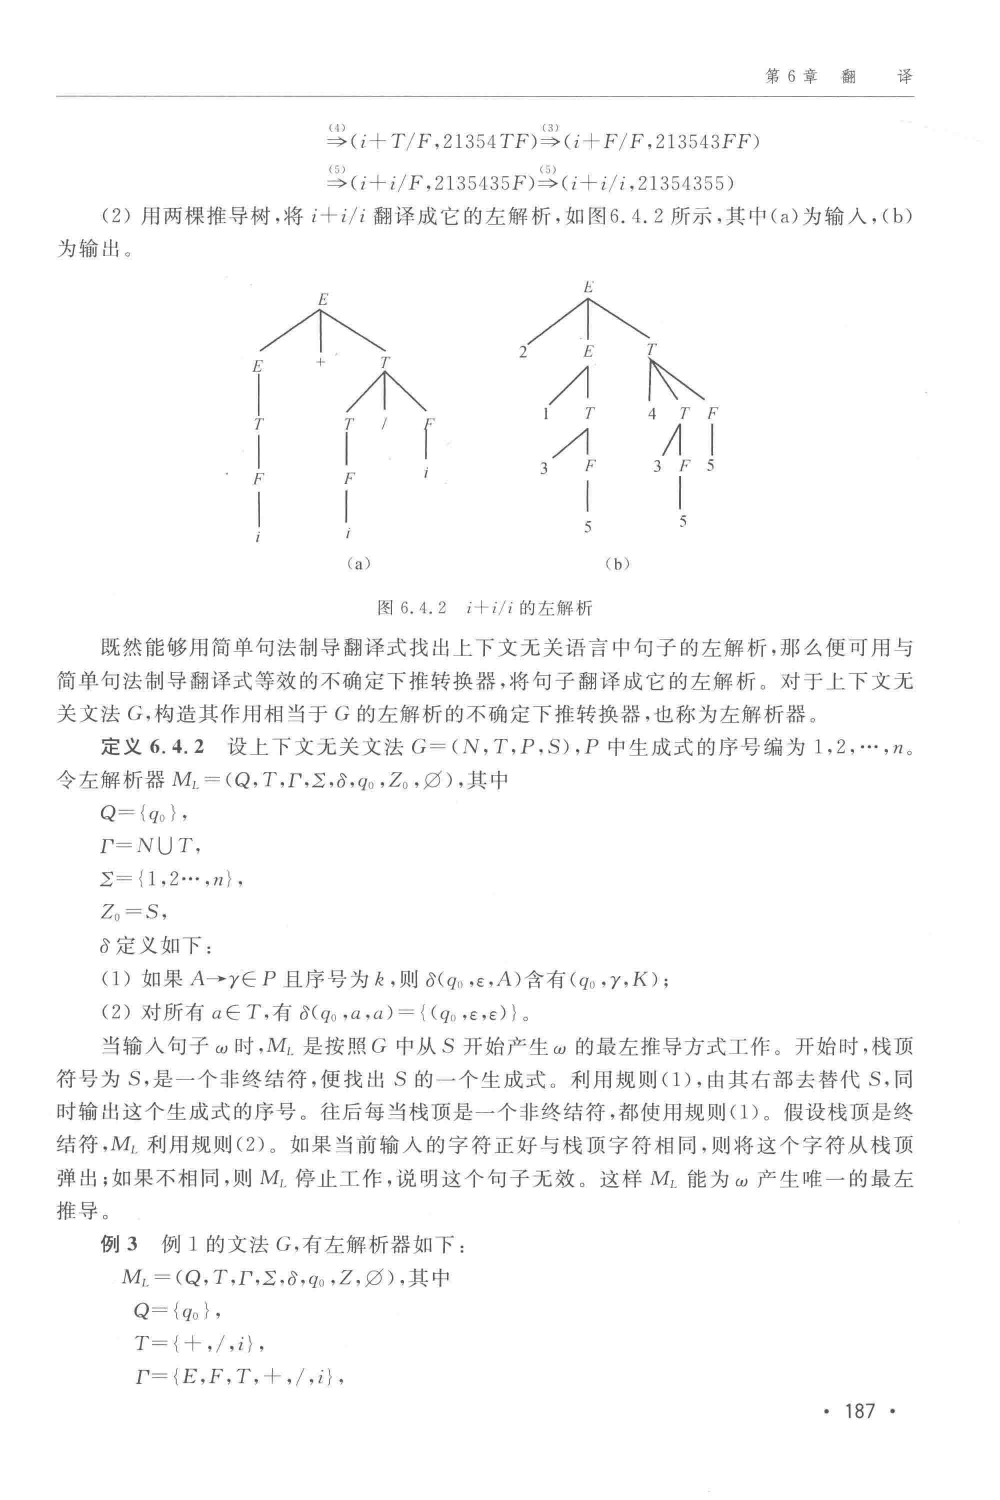 第6章 翻 译
(4)⇒(i+T/F,21354TF)(3)⇒(i+F/F,213543FF)
(5)⇒(i+i/F,2135435F)(5)⇒(i+i/i,21354355)
(2) 用两棵推导树,将 i+i/i 翻译成它的左解析,如图6.4.2所示,其中(a)为输入,(b)
为输出。
E
E + T
T T / F
F F i
i i
(a)
E
2 E T
1 T 4 T F
3 F 3 F 5
5 5
(b)
图 6.4.2 i+i/i 的左解析
既然能够用简单句法制导翻译式找出上下文无关语言中句子的左解析,那么便可用与
简单句法制导翻译式等效的不确定下推转换器,将句子翻译成它的左解析。对于上下文无
关文法 G,构造其作用相当于 G 的左解析的不确定下推转换器,也称为左解析器。
定义 6.4.2 设上下文无关文法 G=(N,T,P,S),P 中生成式的序号编为 1,2,…,n。
令左解析器 M_L=(Q,T,Γ,Σ,δ,q₀,Z₀,∅),其中
Q={q₀},
Γ=N∪T,
Σ={1,2…,n},
Z₀=S,
δ 定义如下:
(1) 如果 A→γ∈P 且序号为 k,则 δ(q₀,ε,A)含有(q₀,γ,K);
(2) 对所有 a∈T,有 δ(q₀,a,a)={(q₀,ε,ε)}。
当输入句子 ω 时,M_L 是按照 G 中从 S 开始产生 ω 的最左推导方式工作。开始时,栈顶
符号为 S,是一个非终结符,便找出 S 的一个生成式。利用规则(1),由其右部去替代 S,同
时输出这个生成式的序号。往后每当栈顶是一个非终结符,都使用规则(1)。假设栈顶是终
结符,M_L 利用规则(2)。如果当前输入的字符正好与栈顶字符相同,则将这个字符从栈顶
弹出;如果不相同,则 M_L 停止工作,说明这个句子无效。这样 M_L 能为 ω 产生唯一的最左
推导。
例 3 例 1 的文法 G,有左解析器如下:
M_L=(Q,T,Γ,Σ,δ,q₀,Z,∅),其中
Q={q₀},
T={+,/,i},
Γ={E,F,T,+,/,i},
· 187 ·